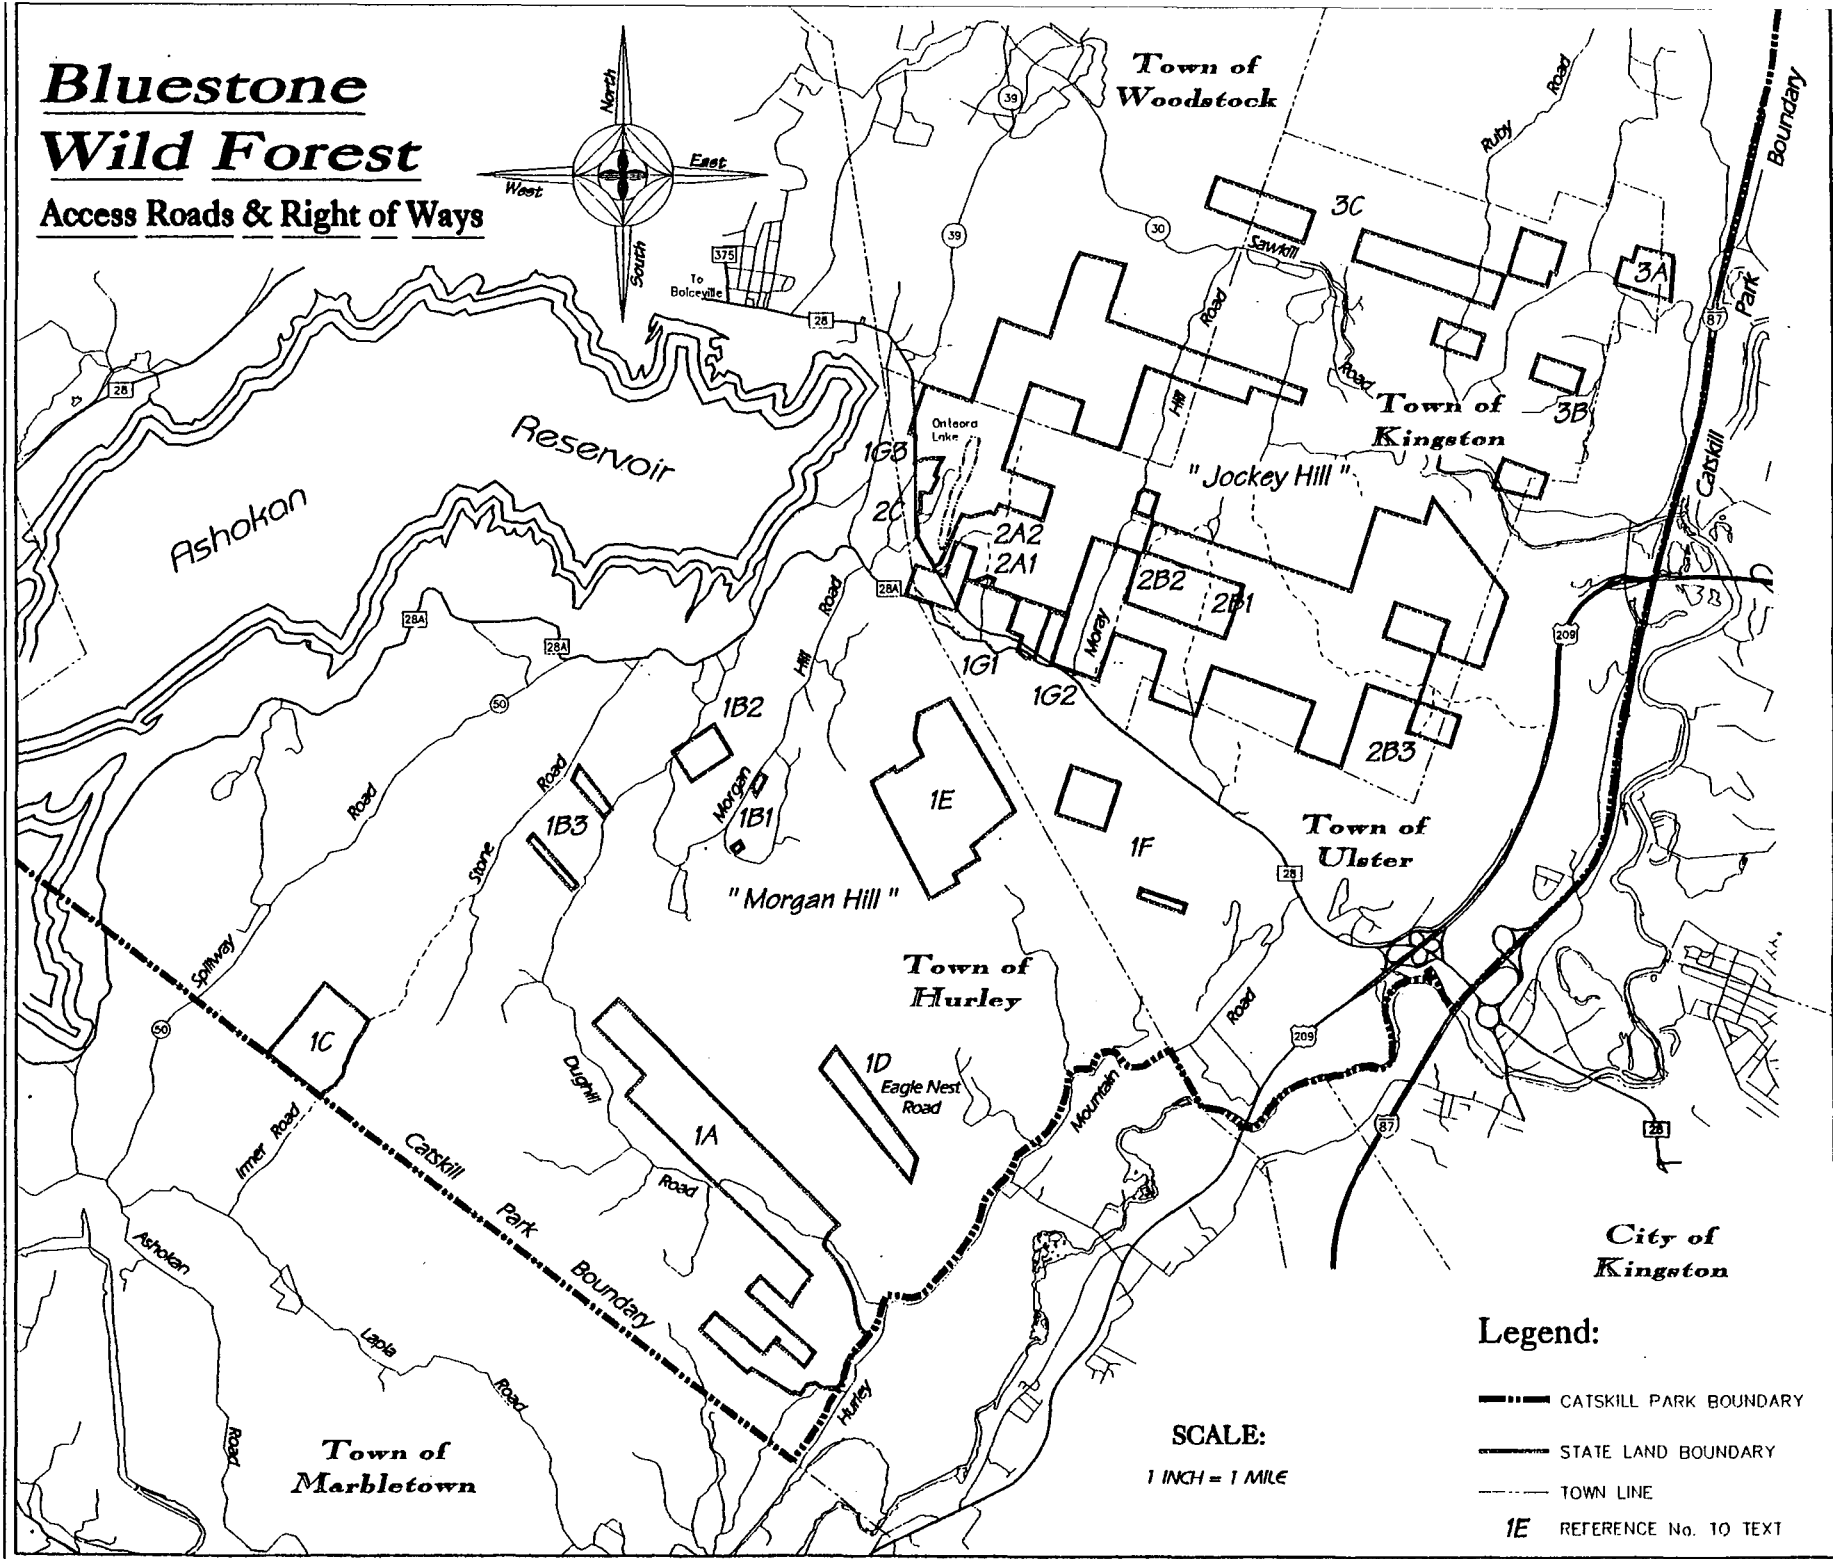 Bluestone
Wild Forest
Access Roads & Right of Ways
North
East
West
South
375
To
Boiceville
28
39
39
30
Town of
Woodstock
Ruby
Road
Boundary
Park
Catskill
87
3C
Sawkill
Road
3A
3B
Road
Hill
Town of
Kingston
28
Ashokan
Reservoir
Onteora
Lake
1G3
2C
2A2
2A1
" Jockey Hill "
28A
2B2
2B1
Moray
209
1G1
1G2
2B3
28A
28A
50
Road
Hill
Morgan
1B2
1B1
1B3
Road
Stone
Road
Spillway
50
1E
1F
Town of
Ulster
28
" Morgan Hill "
Town of
Hurley
Road
Mountain
Hurley
209
87
28
1C
1D
Eagle Nest
Road
1A
Dughill
Road
Road
Catskill
Park
Boundary
Ashokan
Road
Lapla
Road
Town of
Marbletown
City of
Kingston
SCALE:
1 INCH = 1 MILE
Legend:
CATSKILL PARK BOUNDARY
STATE LAND BOUNDARY
TOWN LINE
1E REFERENCE No. TO TEXT